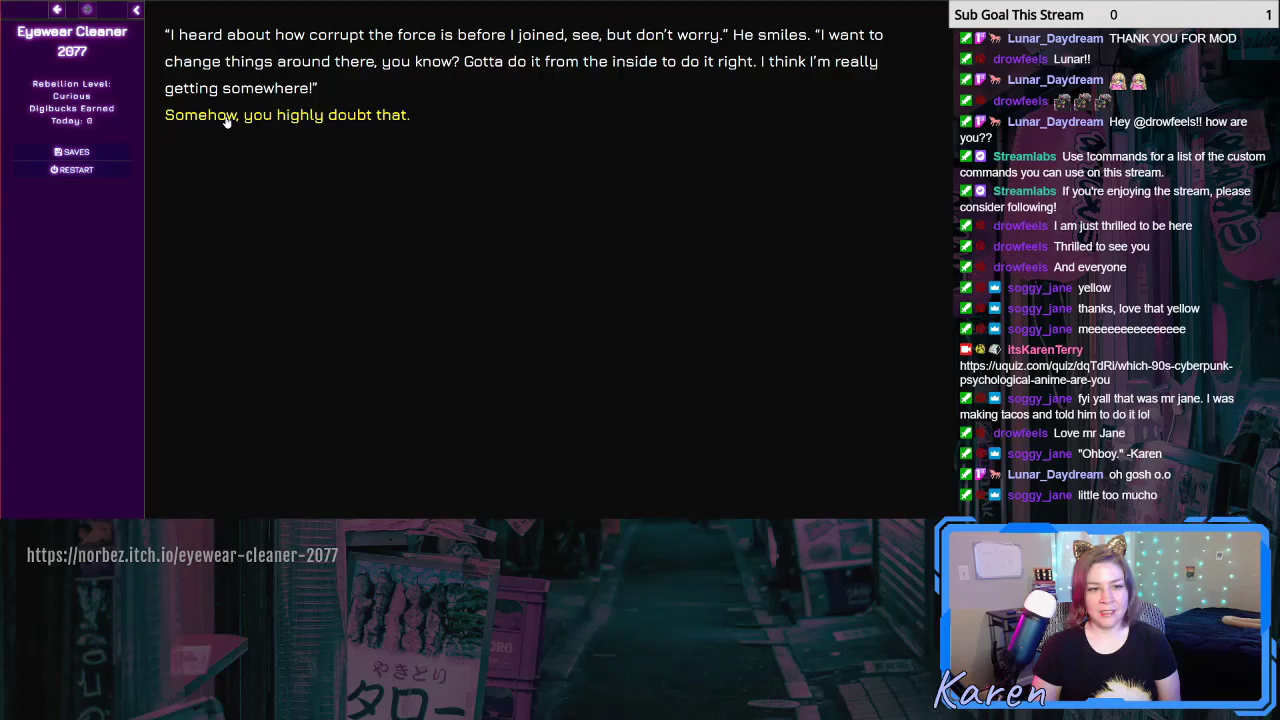 Eyewear Cleaner
2077
Rebellion Level:
Curious
Digibucks Earned
Today: 0
SAVES
RESTART
“I heard about how corrupt the force is before I joined, see, but don’t worry.” He smiles. “I want to
change things around there, you know? Gotta do it from the inside to do it right. I think I’m really
getting somewhere!”
Somehow, you highly doubt that.
Sub Goal This Stream 0 1
Lunar_Daydream THANK YOU FOR MOD
drowfeels Lunar!!
Lunar_Daydream
drowfeels
Lunar_Daydream Hey @drowfeels!! how are
you??
Streamlabs Use !commands for a list of the custom
commands you can use on this stream.
Streamlabs If you're enjoying the stream, please
consider following!
drowfeels I am just thrilled to be here
drowfeels Thrilled to see you
drowfeels And everyone
soggy_jane yellow
soggy_jane thanks, love that yellow
soggy_jane meeeeeeeeeeeeeee
itsKarenTerry
https://uquiz.com/quiz/dqTdRi/which-90s-cyberpunk-
psychological-anime-are-you
soggy_jane fyi yall that was mr jane. I was
making tacos and told him to do it lol
drowfeels Love mr Jane
soggy_jane "Ohboy." -Karen
Lunar_Daydream oh gosh o.o
soggy_jane little too mucho
https://norbez.itch.io/eyewear-cleaner-2077
やきとり
タロー
Karen